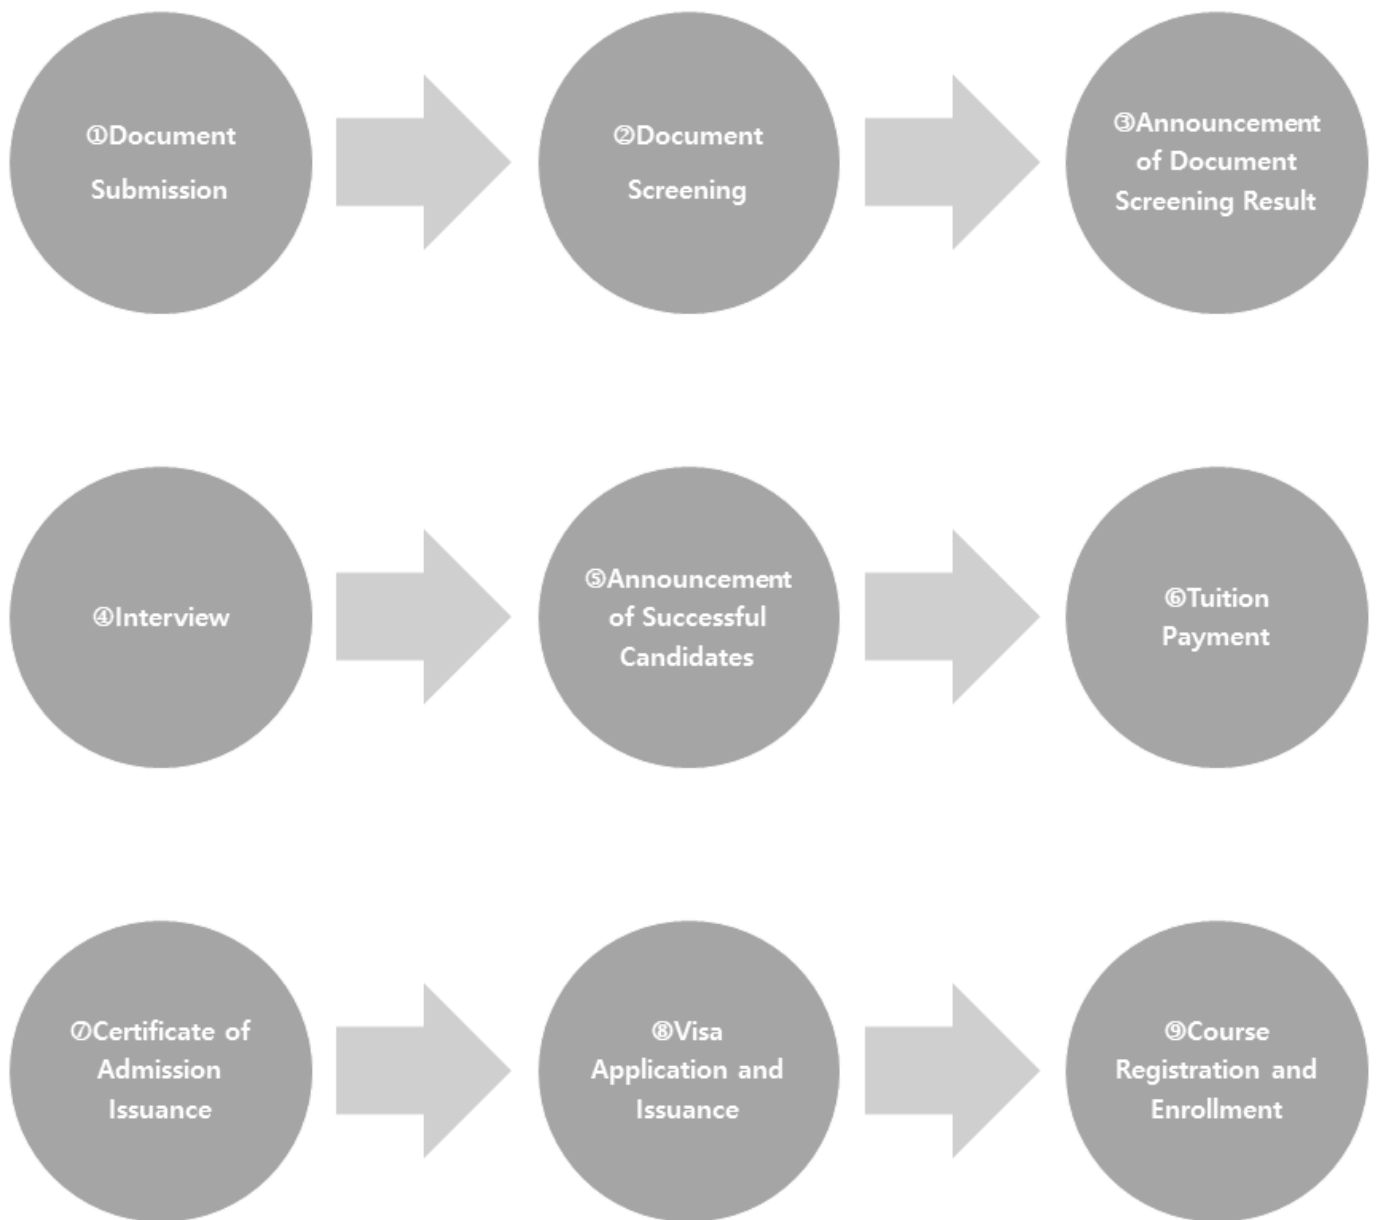 ①Document
Submission
②Document
Screening
③Announcement
of Document
Screening Result
④Interview
⑤Announcement
of Successful
Candidates
⑥Tuition
Payment
⑦Certificate of
Admission
Issuance
⑧Visa
Application and
Issuance
⑨Course
Registration and
Enrollment